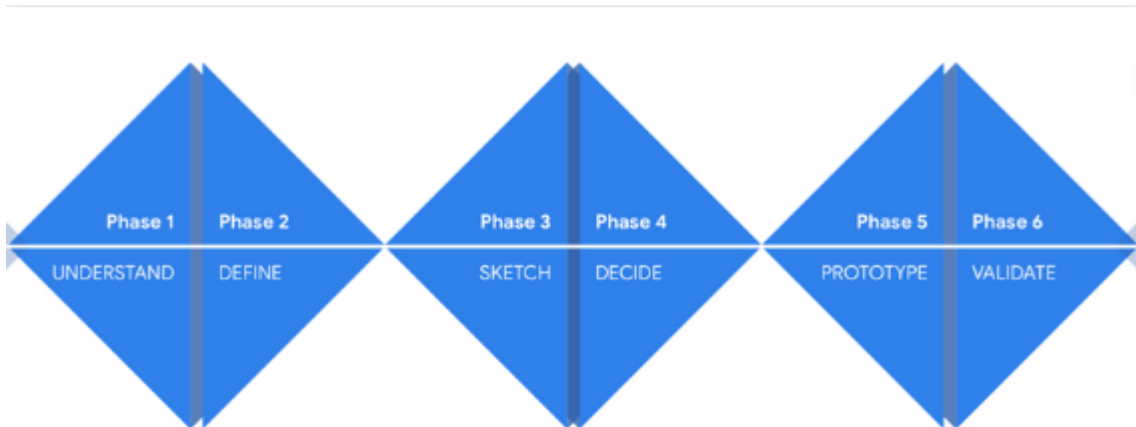 Phase 1
Phase 2
Phase 3
Phase 4
Phase 5
Phase 6
UNDERSTAND
DEFINE
SKETCH
DECIDE
PROTOTYPE
VALIDATE